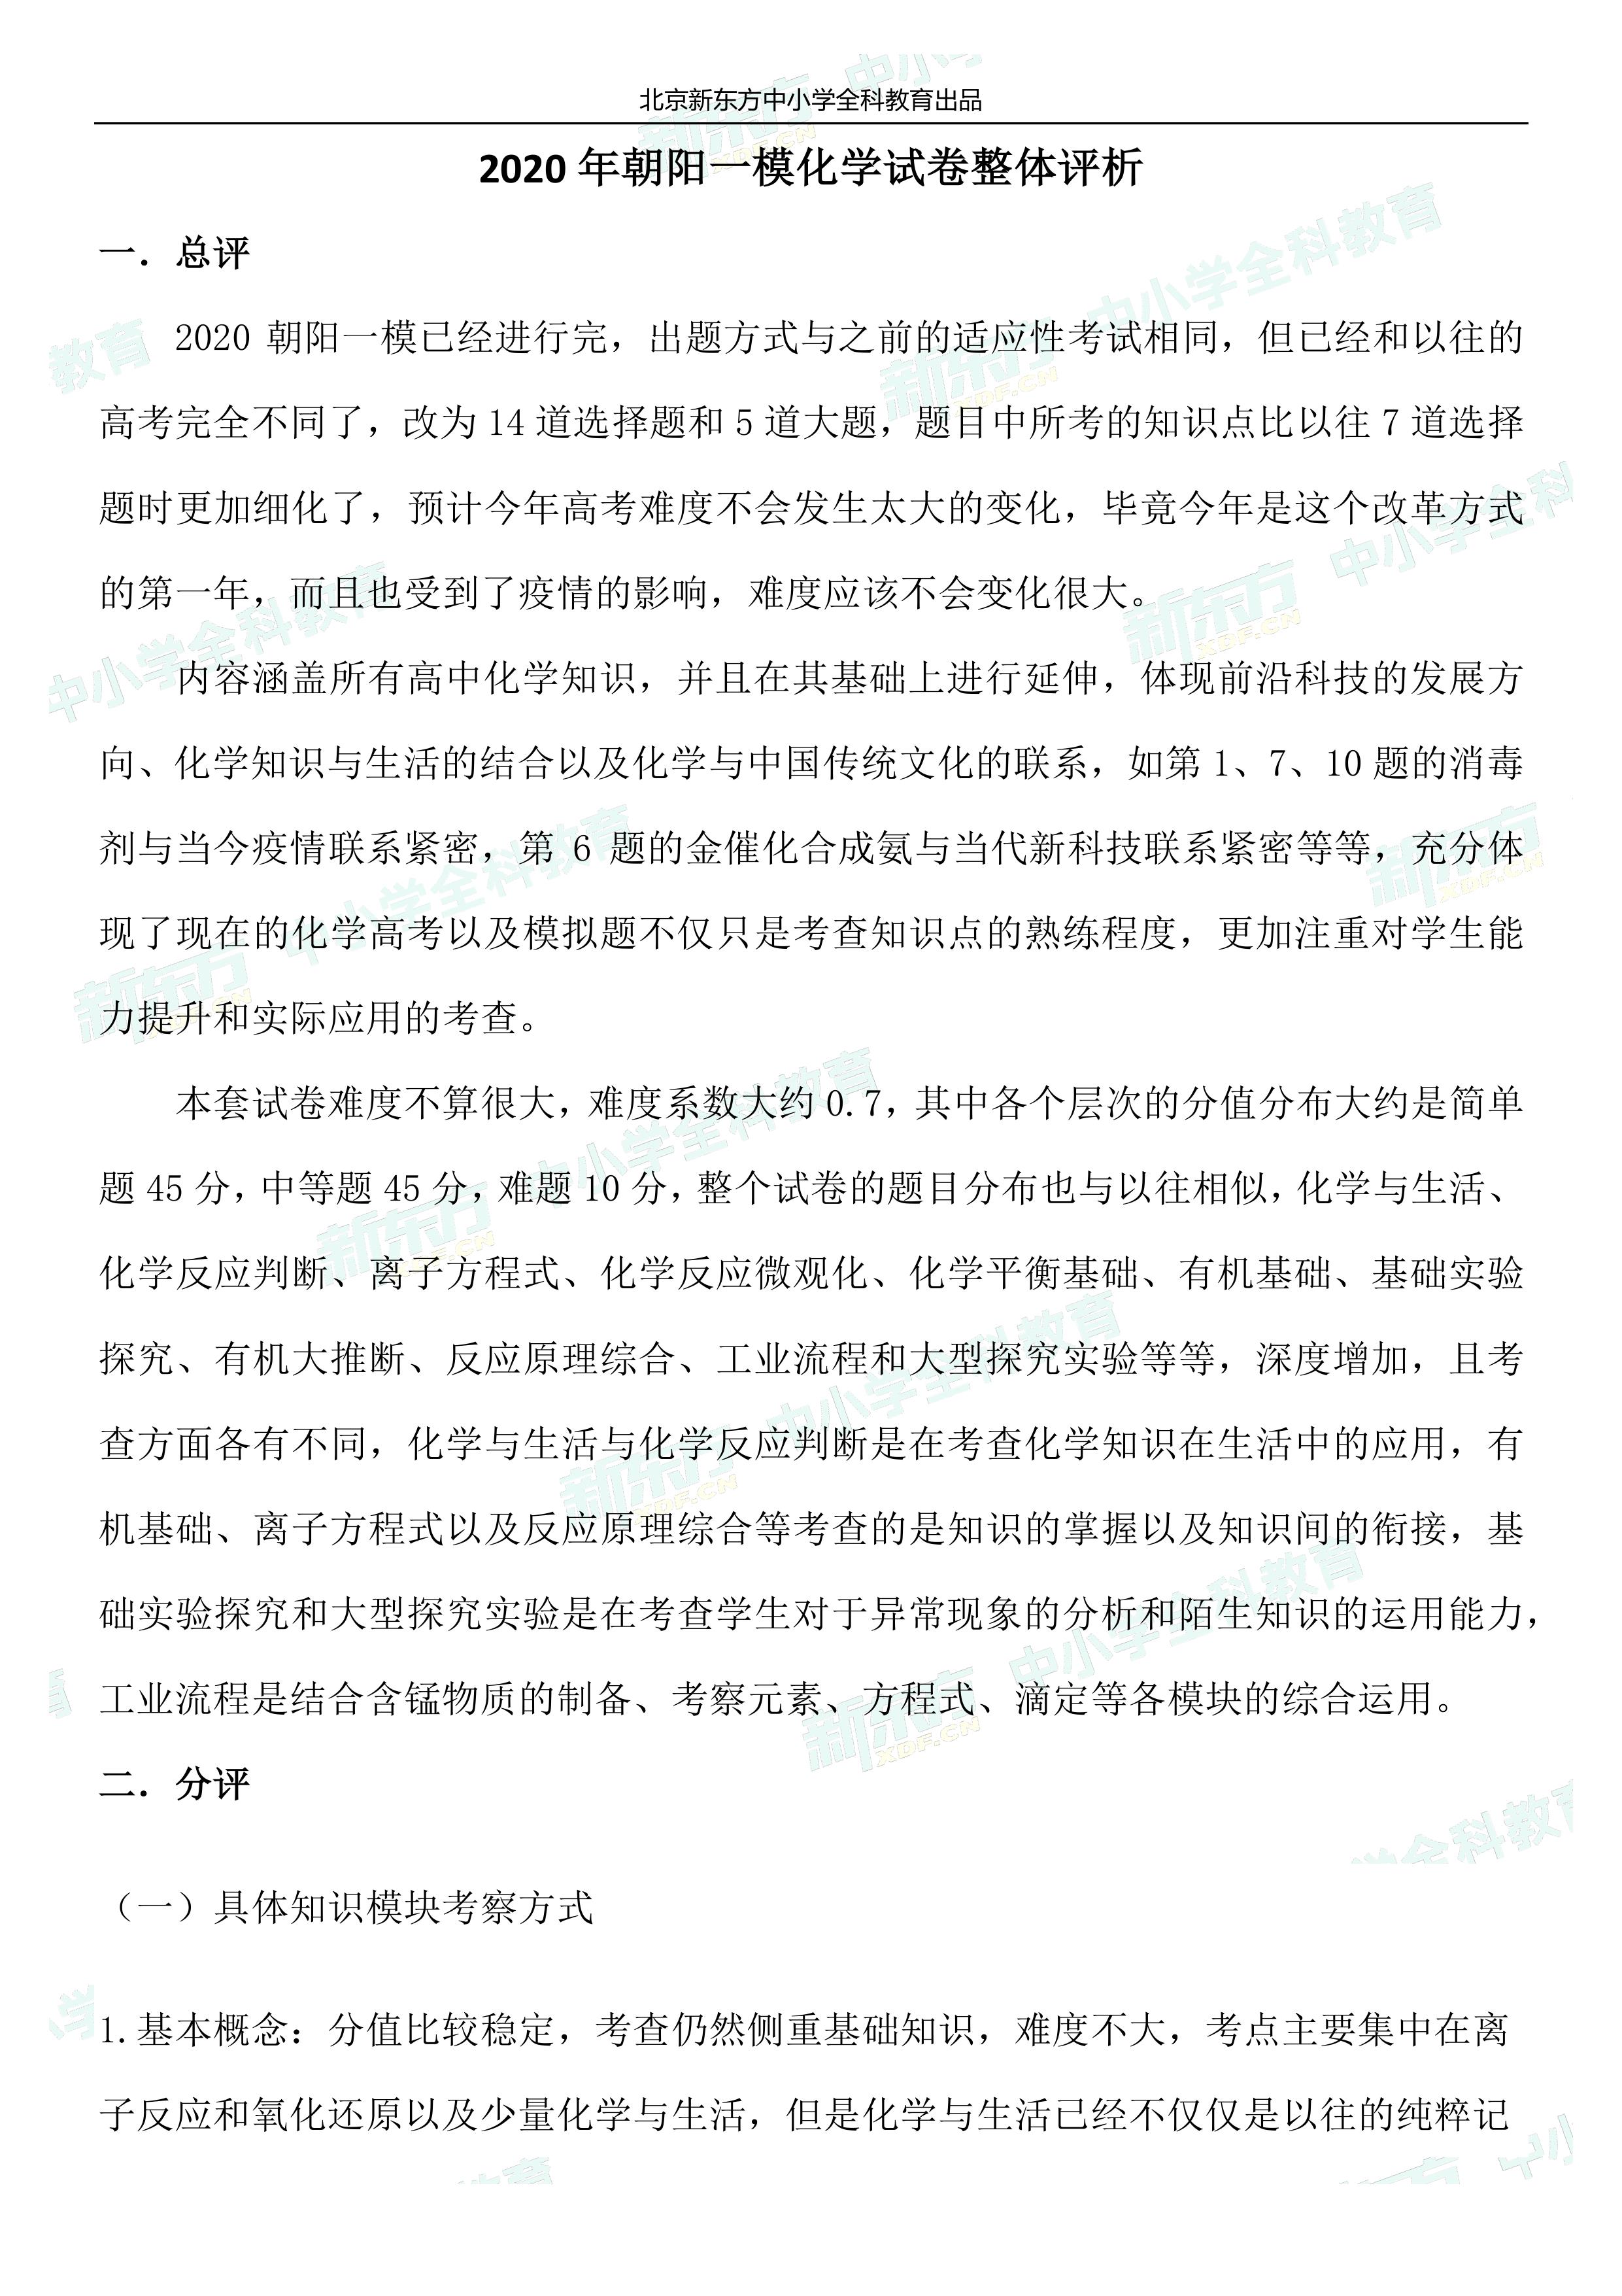 北京新东方中小学全科教育出品
2020 年朝阳一模化学试卷整体评析
一．总评
2020 朝阳一模已经进行完，出题方式与之前的适应性考试相同，但已经和以往的
高考完全不同了，改为 14 道选择题和 5 道大题，题目中所考的知识点比以往 7 道选择
题时更加细化了，预计今年高考难度不会发生太大的变化，毕竟今年是这个改革方式
的第一年，而且也受到了疫情的影响，难度应该不会变化很大。
内容涵盖所有高中化学知识，并且在其基础上进行延伸，体现前沿科技的发展方
向、化学知识与生活的结合以及化学与中国传统文化的联系，如第 1、7、10 题的消毒
剂与当今疫情联系紧密，第 6 题的金催化合成氨与当代新科技联系紧密等等，充分体
现了现在的化学高考以及模拟题不仅只是考查知识点的熟练程度，更加注重对学生能
力提升和实际应用的考查。
本套试卷难度不算很大，难度系数大约 0.7，其中各个层次的分值分布大约是简单
题 45 分，中等题 45 分，难题 10 分，整个试卷的题目分布也与以往相似，化学与生活、
化学反应判断、离子方程式、化学反应微观化、化学平衡基础、有机基础、基础实验
探究、有机大推断、反应原理综合、工业流程和大型探究实验等等，深度增加，且考
查方面各有不同，化学与生活与化学反应判断是在考查化学知识在生活中的应用，有
机基础、离子方程式以及反应原理综合等考查的是知识的掌握以及知识间的衔接，基
础实验探究和大型探究实验是在考查学生对于异常现象的分析和陌生知识的运用能力，
工业流程是结合含锰物质的制备、考察元素、方程式、滴定等各模块的综合运用。
二．分评
（一）具体知识模块考察方式
1.基本概念：分值比较稳定，考查仍然侧重基础知识，难度不大，考点主要集中在离
子反应和氧化还原以及少量化学与生活，但是化学与生活已经不仅仅是以往的纯粹记
新东方 XDF.CN 中小学全科教育